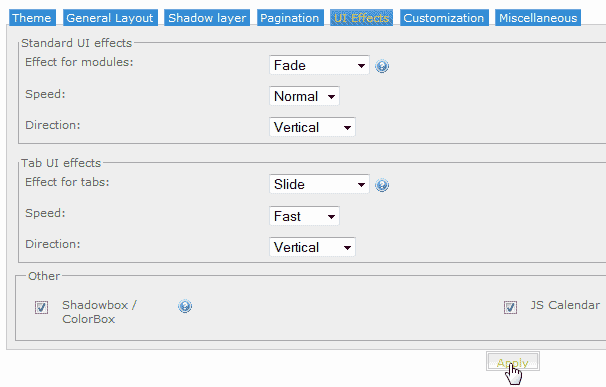 Theme General Layout Shadow layer Pagination UI Effects Customization Miscellaneous
Standard UI effects
Effect for modules: Fade
Speed: Normal
Direction: Vertical
Tab UI effects
Effect for tabs: Slide
Speed: Fast
Direction: Vertical
Other
Shadowbox / JS Calendar
ColorBox
Apply